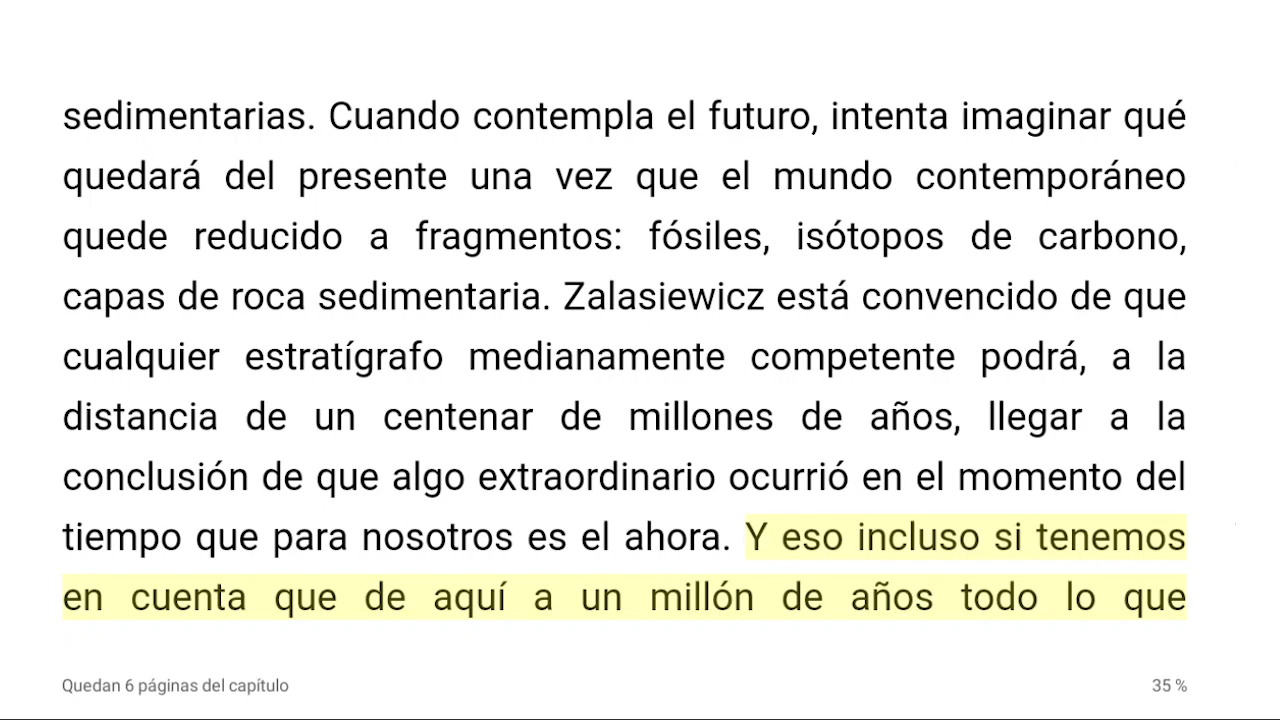 sedimentarias. Cuando contempla el futuro, intenta imaginar qué
quedará del presente una vez que el mundo contemporáneo
quede reducido a fragmentos: fósiles, isótopos de carbono,
capas de roca sedimentaria. Zalasiewicz está convencido de que
cualquier estratígrafo medianamente competente podrá, a la
distancia de un centenar de millones de años, llegar a la
conclusión de que algo extraordinario ocurrió en el momento del
tiempo que para nosotros es el ahora. Y eso incluso si tenemos
en cuenta que de aquí a un millón de años todo lo que
Quedan 6 páginas del capítulo
35 %